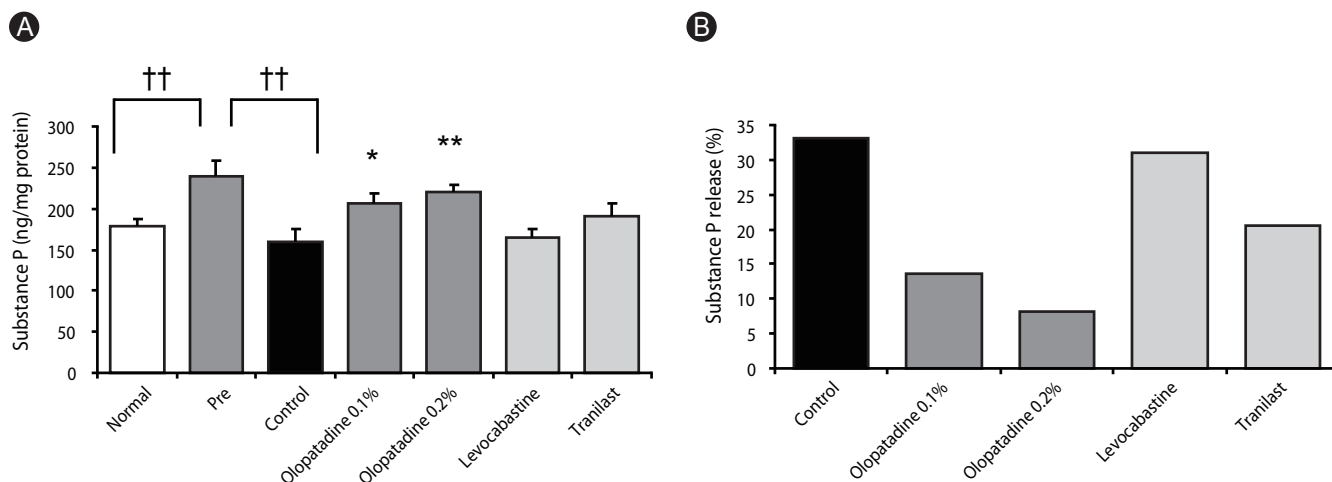 A
††
††
Substance P (ng/mg protein)
300
250
200
150
100
50
0
*
**
Normal
Pre
Control
Olopatadine 0.1%
Olopatadine 0.2%
Levocabastine
Tranilast
B
Substance P release (%)
35
30
25
20
15
10
5
0
Control
Olopatadine 0.1%
Olopatadine 0.2%
Levocabastine
Tranilast